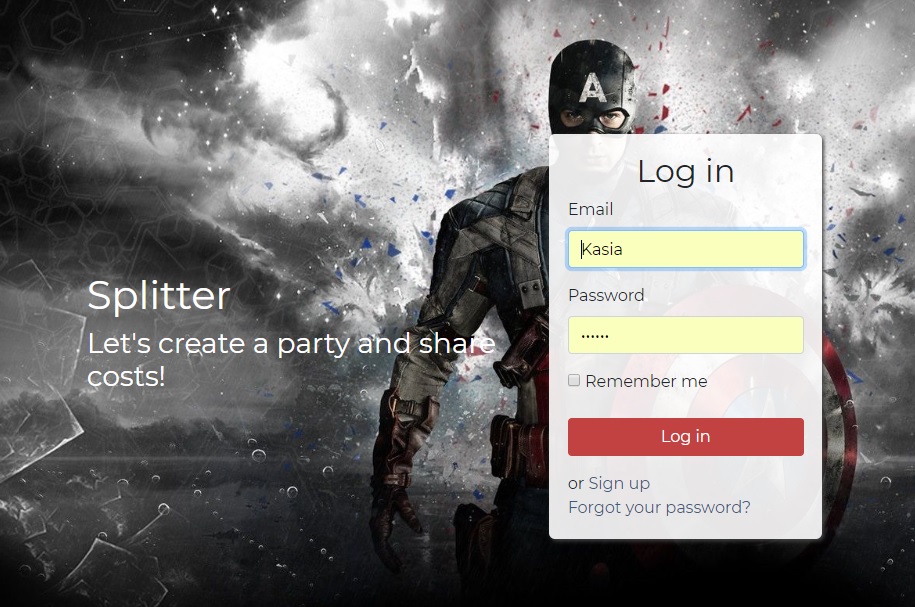 A
Log in
Email
Kasia
Password
••••••
Remember me
Log in
or Sign up
Forgot your password?
Splitter
Let's create a party and share
costs!